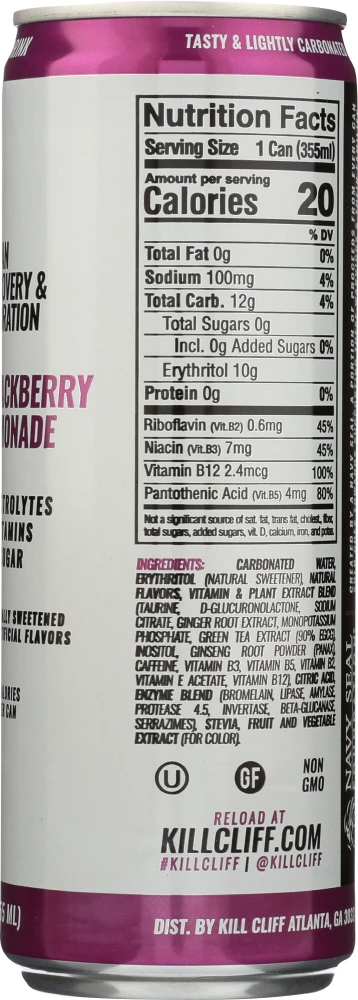 TASTY & LIGHTLY CARBONATED
Nutrition Facts
Serving Size 1 Can (355ml)
Amount per serving
Calories 20
% DV
Total Fat 0g 0%
Sodium 100mg 4%
Total Carb. 12g 4%
Total Sugars 0g
Incl. 0g Added Sugars 0%
Erythritol 10g
Protein 0g 0%
Riboflavin (Vit.B2) 0.6mg 45%
Niacin (Vit.B3) 7mg 45%
Vitamin B12 2.4mcg 100%
Pantothenic Acid (Vit.B5) 4mg 80%
Not a significant source of sat. fat, trans fat, cholest., fiber,
total sugars, added sugars, vit. D, calcium, iron, and potas.
INGREDIENTS: CARBONATED WATER,
ERYTHRITOL (NATURAL SWEETENER), NATURAL
FLAVORS, VITAMIN & PLANT EXTRACT BLEND
(TAURINE, D-GLUCURONOLACTONE, SODIUM
CITRATE, GINGER ROOT EXTRACT, MONOPOTASSIUM
PHOSPHATE, GREEN TEA EXTRACT (90% EGCG),
INOSITOL, GINSENG ROOT POWDER (PANAX),
CAFFEINE, VITAMIN B3, VITAMIN B5, VITAMIN B2,
VITAMIN E ACETATE, VITAMIN B12), CITRIC ACID,
ENZYME BLEND (BROMELAIN, LIPASE, AMYLASE,
PROTEASE 4.5, INVERTASE, BETA-GLUCANASE,
SERRAZIMES), STEVIA, FRUIT AND VEGETABLE
EXTRACT (FOR COLOR).
U
GF
NON
GMO
RELOAD AT
KILLCLIFF.COM
#KILLCLIFF | @KILLCLIFF
DIST. BY KILL CLIFF ATLANTA, GA
AN
OVERY &
RATION
CKBERRY
ONADE
TROLYTES
TAMINS
UGAR
LLY SWEETENED
IFICIAL FLAVORS
LORIES
ER CAN
5 ML)
NAVY SEAL